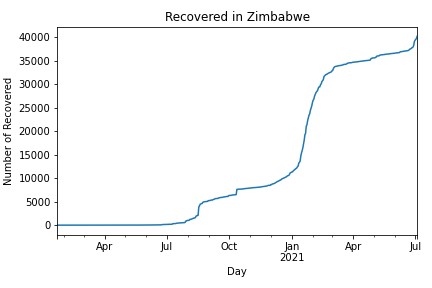 Recovered in Zimbabwe
40000
35000
30000
25000
20000
15000
10000
5000
0
Number of Recovered
Apr Jul Oct Jan Apr Jul
2021
Day